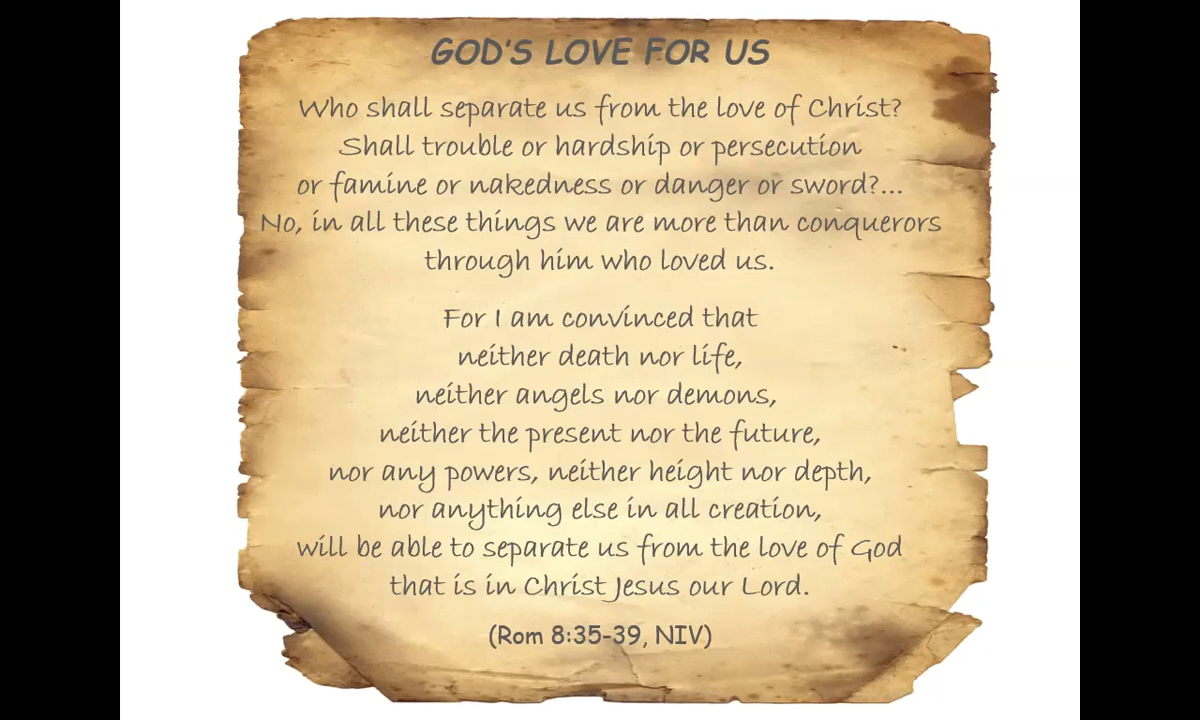 GOD'S LOVE FOR US
Who shall separate us from the love of Christ?
Shall trouble or hardship or persecution
or famine or nakedness or danger or sword?...
No, in all these things we are more than conquerors
through him who loved us.
For I am convinced that
neither death nor life,
neither angels nor demons,
neither the present nor the future,
nor any powers, neither height nor depth,
nor anything else in all creation,
will be able to separate us from the love of God
that is in Christ Jesus our Lord.
(Rom 8:35-39, NIV)